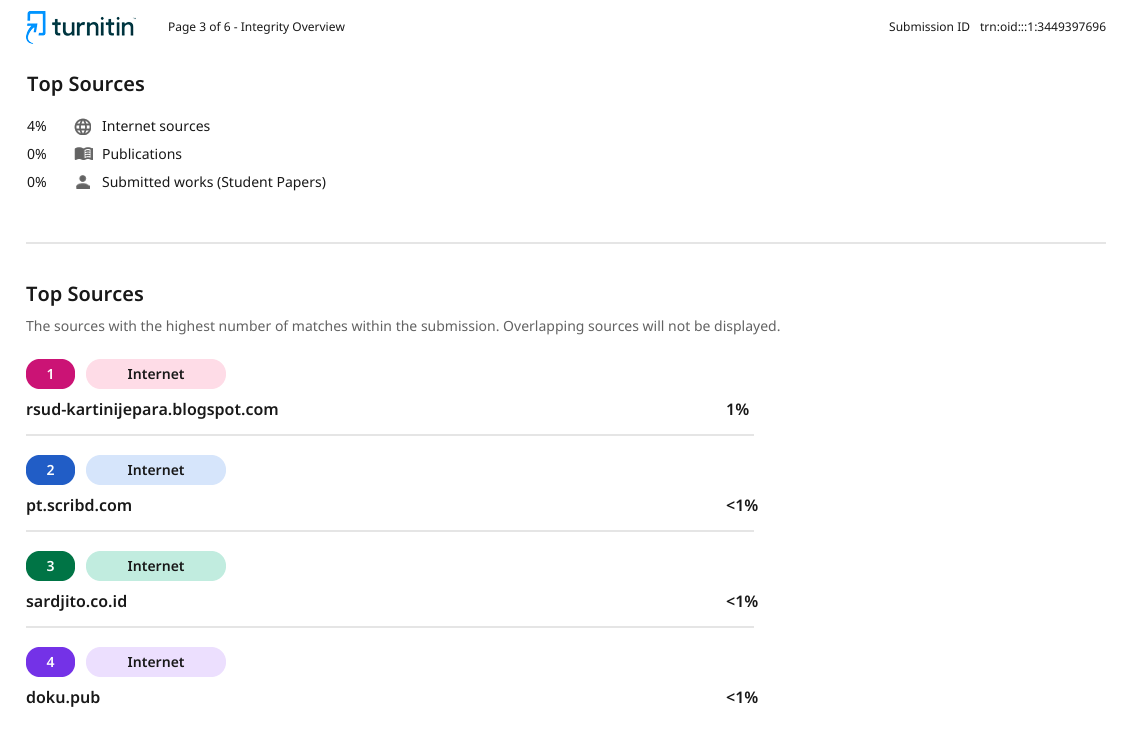 turnitin Page 3 of 6 - Integrity Overview Submission ID trn:oid:::1:3449397696
Top Sources
4% Internet sources
0% Publications
0% Submitted works (Student Papers)
Top Sources
The sources with the highest number of matches within the submission. Overlapping sources will not be displayed.
1 Internet
rsud-kartinijepara.blogspot.com 1%
2 Internet
pt.scribd.com <1%
3 Internet
sardjito.co.id <1%
4 Internet
doku.pub <1%